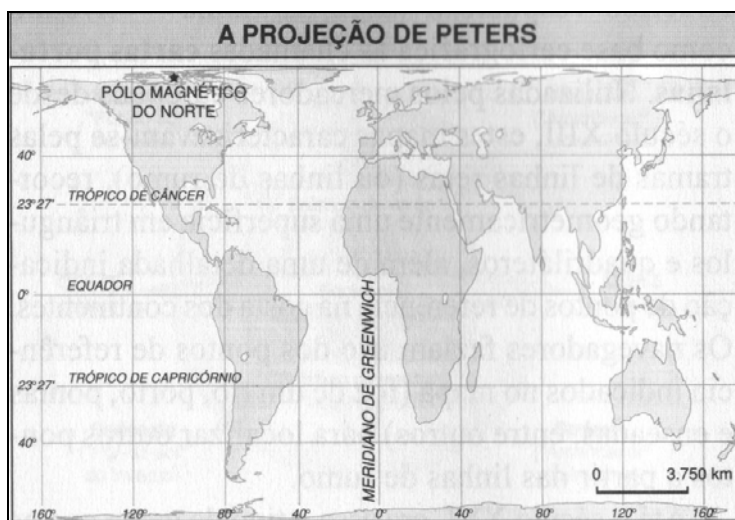 A PROJEÇÃO DE PETERS
PÓLO MAGNÉTICO
DO NORTE
40°
TRÓPICO DE CÂNCER
23°27'
EQUADOR
0°
MERIDIANO DE GREENWICH
TRÓPICO DE CAPRICÓRNIO
23°27'
40°
0 3.750 km
160° 120° 80° 40° 0° 40° 80° 120° 160°